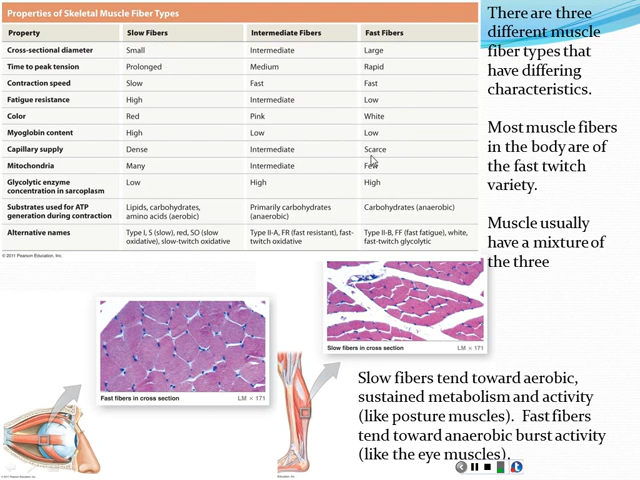 Properties of Skeletal Muscle Fiber Types
Property Slow Fibers Intermediate Fibers Fast Fibers
Cross-sectional diameter Small Intermediate Large
Time to peak tension Prolonged Medium Rapid
Contraction speed Slow Fast Fast
Fatigue resistance High Intermediate Low
Color Red Pink White
Myoglobin content High Low Low
Capillary supply Dense Intermediate Scarce
Mitochondria Many Intermediate Few
Glycolytic enzyme
concentration in sarcoplasm Low High High
Substrates used for ATP
generation during contraction
Lipids, carbohydrates,
amino acids (aerobic)
Primarily carbohydrates
(anaerobic)
Carbohydrates (anaerobic)
Alternative names
Type I, S (slow), red, SO (slow
oxidative), slow-twitch oxidative
Type II-A, FR (fast resistant), fast-
twitch oxidative
Type II-B, FF (fast fatigue), white,
fast-twitch glycolytic
© 2011 Pearson Education, Inc.
There are three
different muscle
fiber types that
have differing
characteristics.
Most muscle fibers
in the body are of
the fast twitch
variety.
Muscle usually
have a mixture of
the three
Fast fibers in cross section LM × 171
Slow fibers in cross section LM × 171
Slow fibers tend toward aerobic,
sustained metabolism and activity
(like posture muscles). Fast fibers
tend toward anaerobic burst activity
(like the eye muscles).
© 2011 Pearson Education, Inc.